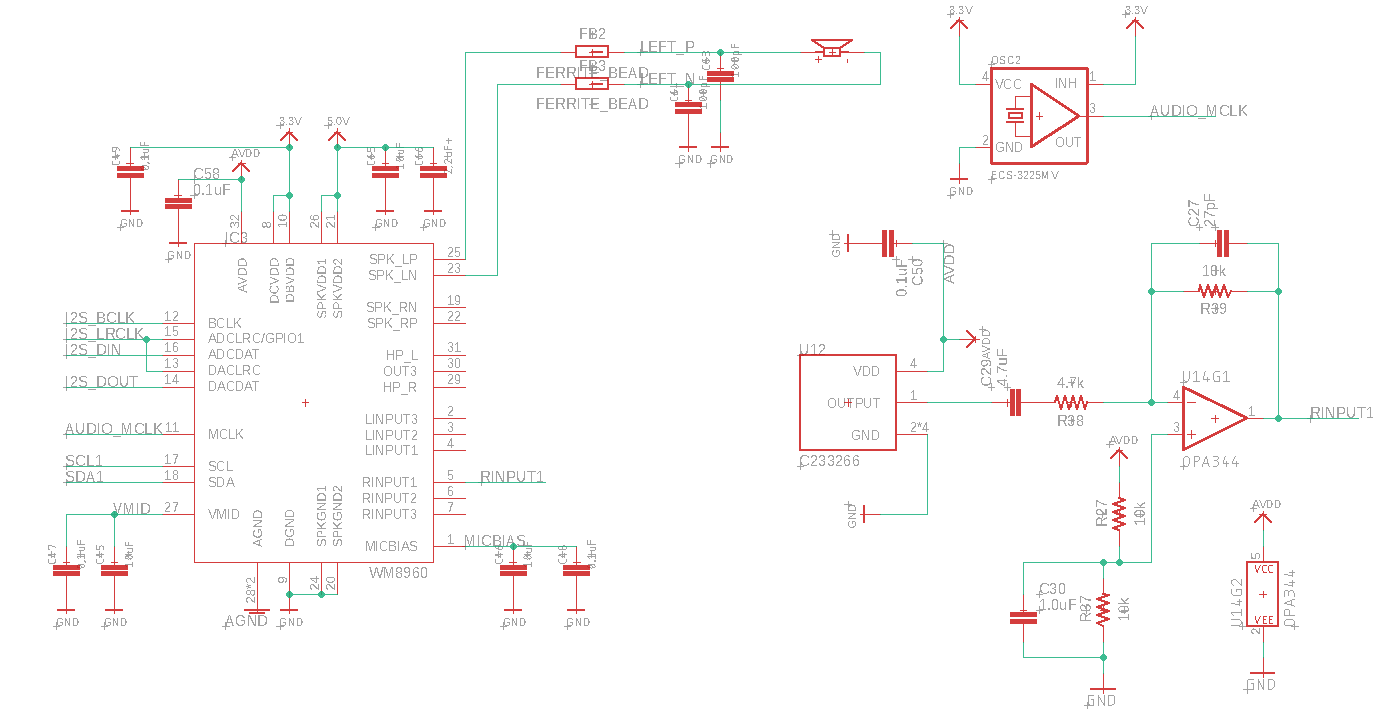 3.3V
3.3V
OSC2
4
VCC
INH
1
3
AUDIO_MCLK
2
GND
OUT
ECS-3225MV
GND
FB2
LEFT_P
FERRITE_BEAD
FB3
LEFT_N
FERRITE_BEAD
GND
GND
3.3V
5.0V
AVDD
C49
0.1uF
C58
0.1uF
C65
C66
2.2uF
GND
GND
GND
GND
32
8
10
26
21
IC3
AVDD
DCVDD
DBVDD
SPKVDD1
SPKVDD2
SPK_LP
25
SPK_LN
23
SPK_RN
19
SPK_RP
22
HP_L
31
OUT3
30
HP_R
29
LINPUT3
2
LINPUT2
3
LINPUT1
4
RINPUT1
5
RINPUT1
RINPUT2
6
RINPUT3
7
MICBIAS
1
MICBIAS
I2S_BCLK
12
BCLK
I2S_LRCLK
15
ADCLRC/GPIO1
I2S_DIN
16
ADCDAT
13
DACLRC
I2S_DOUT
14
DACDAT
AUDIO_MCLK
11
MCLK
SCL1
17
SCL
SDA1
18
SDA
VMID
27
VMID
AGND
DGND
SPKGND1
SPKGND2
WM8960
28*2
9
24
20
C47
0.1uF
C45
GND
GND
AGND
GND
C46
C48
0.1uF
GND
GND
GND
0.1uF
C50
AVDD
AVDD
U12
VDD
4
OUTPUT
1
GND
2*4
C233266
GND
C29
4.7uF
4.7k
R38
C27
27pF
10k
R39
U14G1
4
3
1
RINPUT1
OPA344
AVDD
R27
10k
C30
1.0uF
R37
10k
GND
AVDD
5
VCC
VEE
2
U14G2
OPA344
GND